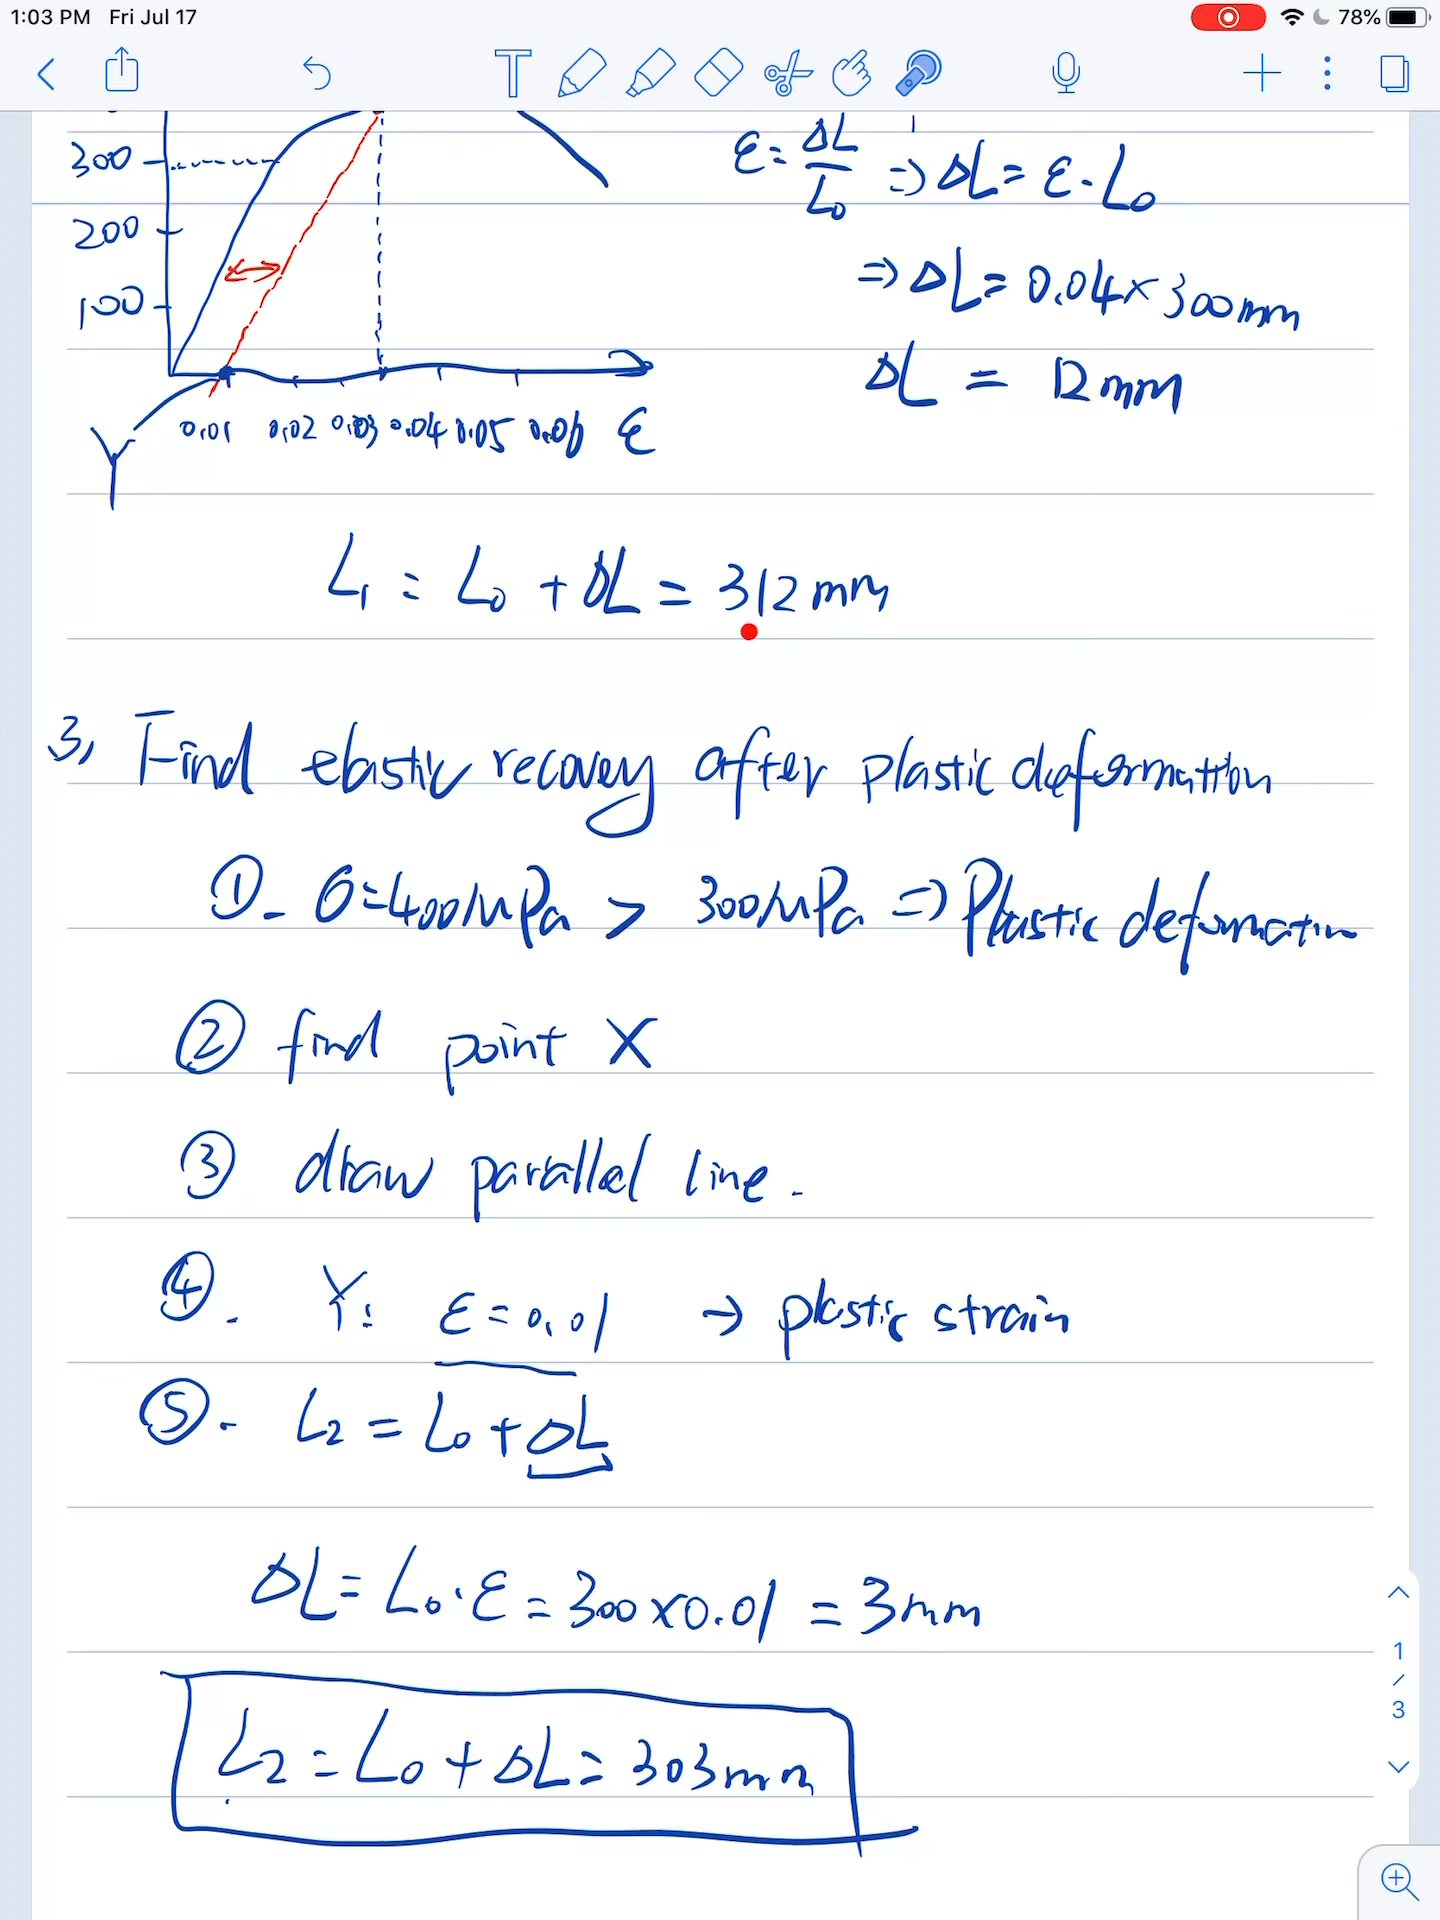 1:03 PM Fri Jul 17
78%
T
300
200
100
0.01 0.02 0.03 0.04 0.05 0.06 ε
Y
ε = ΔL/L₀ ⇒ ΔL = ε · L₀
⇒ ΔL = 0.04 × 300mm
ΔL = 12mm
L₁ = L₀ + ΔL = 312mm
3, Find elastic recovey after plastic deformation
①- σ=400MPa > 300MPa ⇒ Plastic deformation
② find point X
③ draw parallel line.
④. Y: ε = 0.01 → plastic strain
⑤. L₂ = L₀ + ΔL
ΔL = L₀·ε = 300×0.01 = 3mm
L₂ = L₀ + ΔL = 303mm
1
/
3